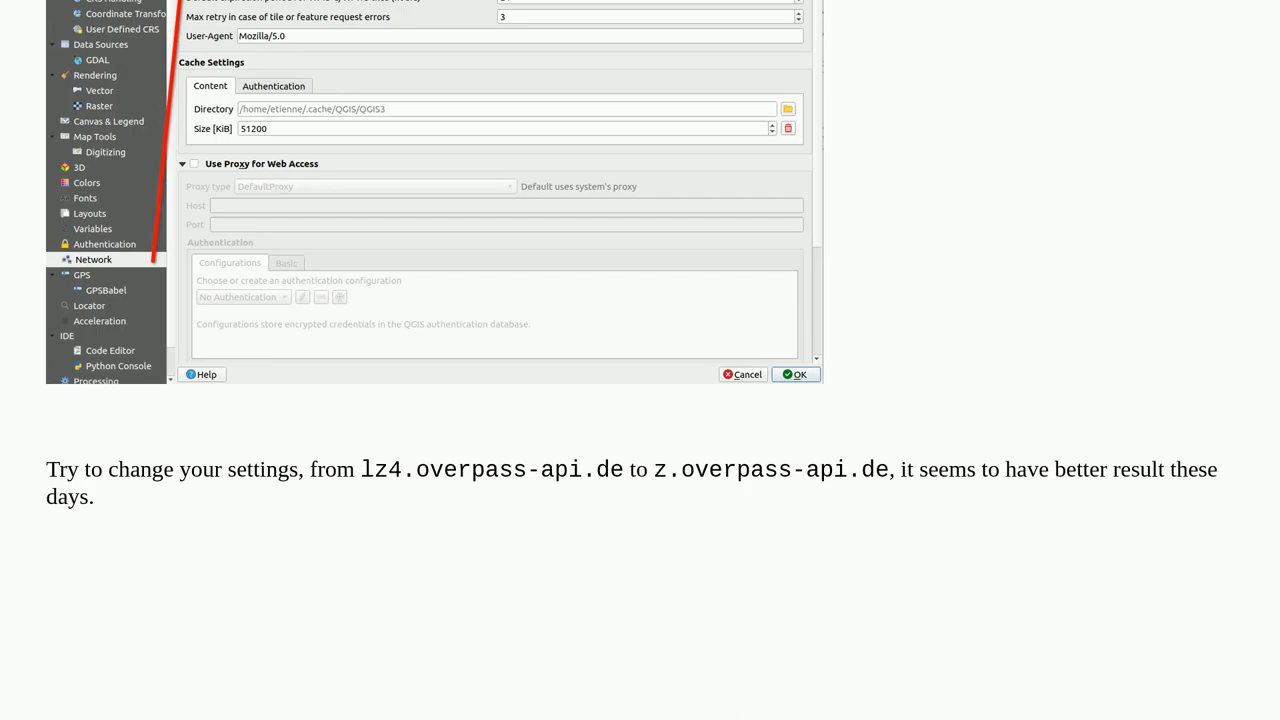 Coordinate Transfo
Max retry in case of tile or feature request errors 3
User Defined CRS
User-Agent Mozilla/5.0
Data Sources
GDAL
Cache Settings
Rendering
Content Authentication
Vector
Raster
Directory /home/etienne/.cache/QGIS/QGIS3
Canvas & Legend
Size [KiB] 51200
Map Tools
Digitizing
3D
Use Proxy for Web Access
Colors
Proxy type DefaultProxy Default uses system's proxy
Fonts
Host
Layouts
Port
Variables
Authentication
Authentication
Network
Configurations Basic
GPS
Choose or create an authentication configuration
GPSBabel
No Authentication
Locator
Acceleration
Configurations store encrypted credentials in the QGIS authentication database.
IDE
Code Editor
Python Console
Processing
Help Cancel OK
Try to change your settings, from lz4.overpass-api.de to z.overpass-api.de, it seems to have better result these
days.